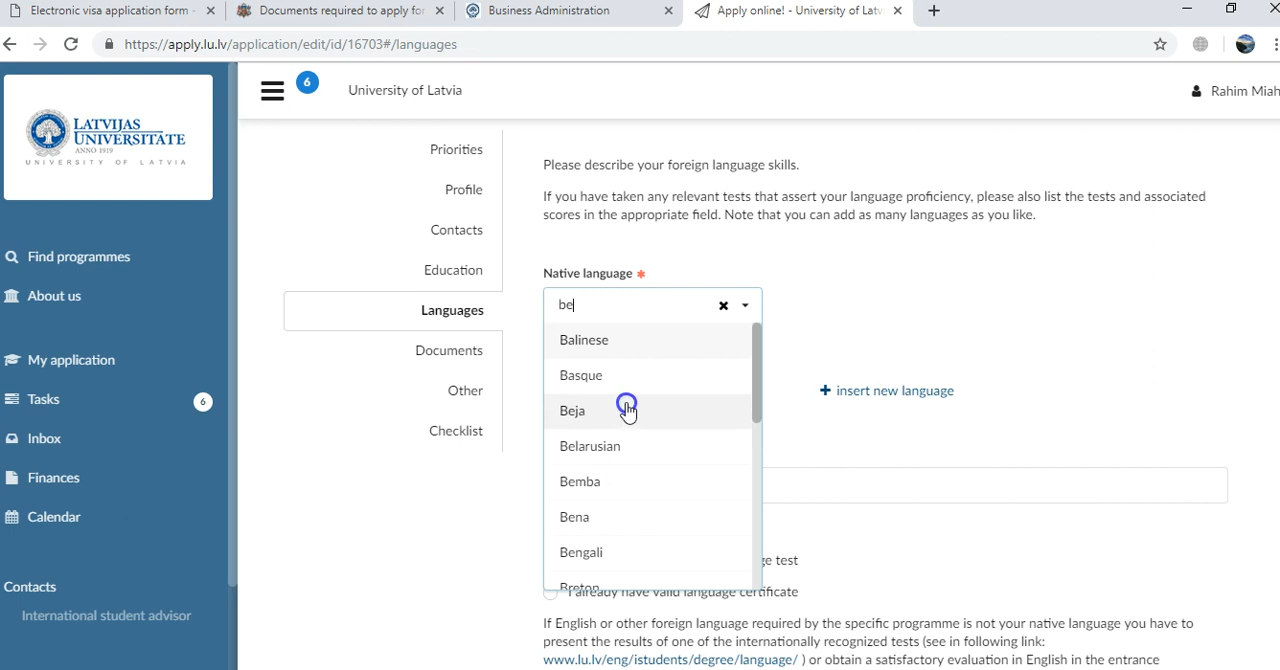 Electronic visa application form -
Documents required to apply for
Business Administration
Apply online! - University of Latv
https://apply.lu.lv/application/edit/id/16703#/languages
LATVIJAS
UNIVERSITATE
ANNO 1919
UNIVERSITY OF LATVIA
6
University of Latvia
Rahim Miah
Find programmes
About us
My application
Tasks
6
Inbox
Finances
Calendar
Contacts
International student advisor
Priorities
Profile
Contacts
Education
Languages
Documents
Other
Checklist
Please describe your foreign language skills.
If you have taken any relevant tests that assert your language proficiency, please also list the tests and associated
scores in the appropriate field. Note that you can add as many languages as you like.
Native language *
be
Balinese
Basque
Beja
Belarusian
Bemba
Bena
Bengali
Breton
+ insert new language
ge test
I already have valid language certificate
If English or other foreign language required by the specific programme is not your native language you have to
present the results of one of the internationally recognized tests (see in following link:
www.lu.lv/eng/istudents/degree/language/ ) or obtain a satisfactory evaluation in English in the entrance